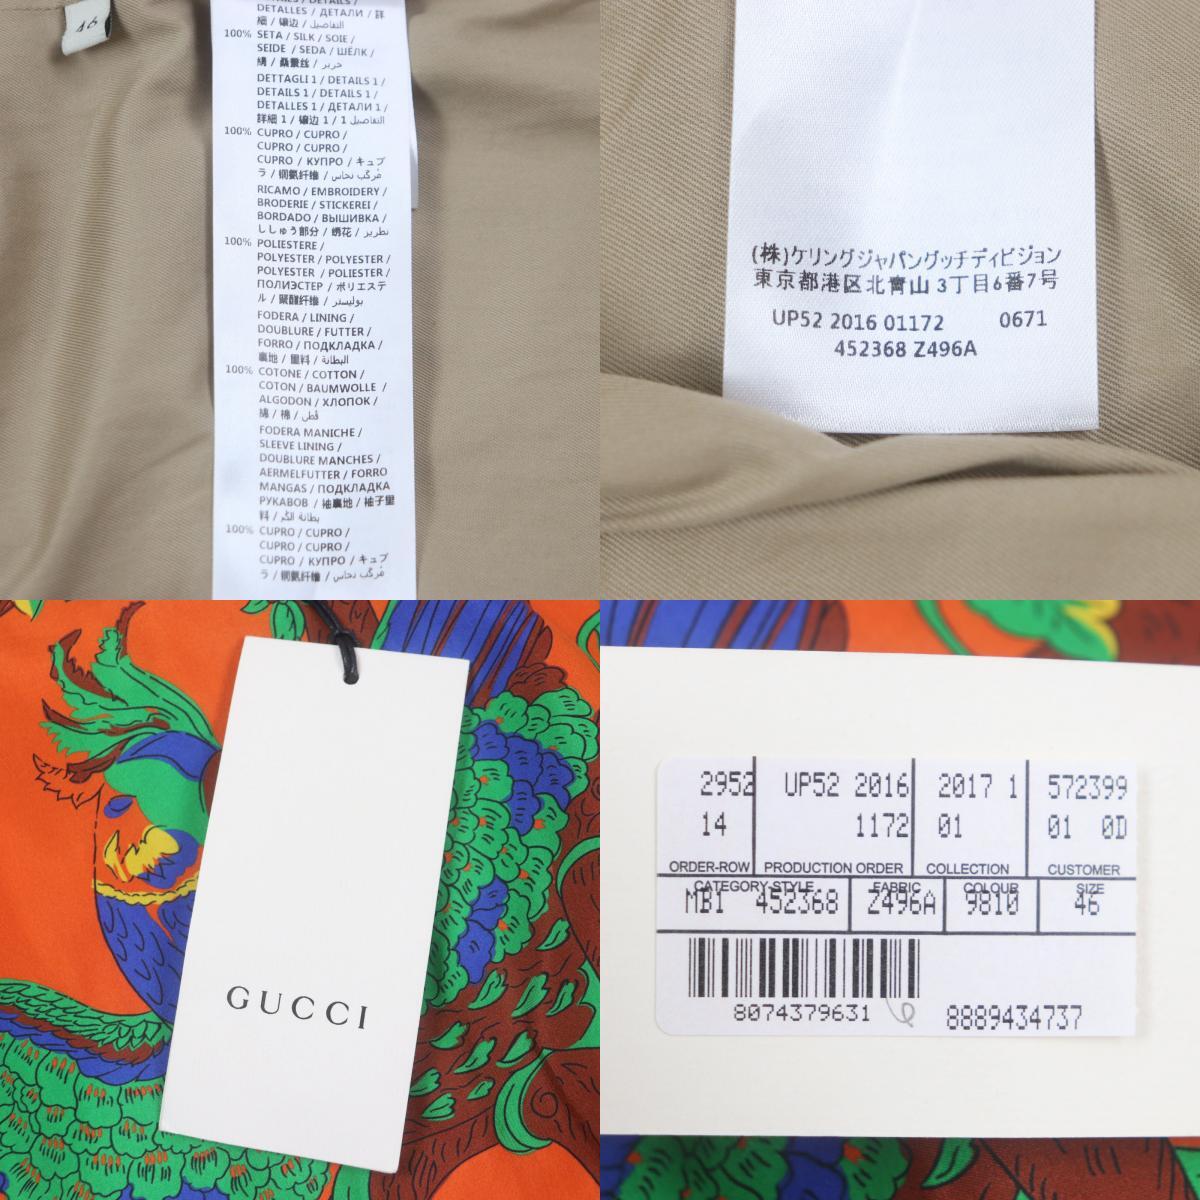 46
DETALLES / ДЕТАЛИ / 詳
細 / 镶边 / التفاصيل
100% SETA / SILK / SOIE /
SEIDE / SEDA / ШЁЛК /
絹 / 桑蚕丝 / حرير
DETTAGLI 1 / DETAILS 1 /
DETAILS 1 / DETAILS 1 /
DETALLES 1 / ДЕТАЛИ 1 /
詳細 1 / 镶边 1 / 1 التفاصيل
100% CUPRO / CUPRO /
CUPRO / CUPRO /
CUPRO / КУПРО / キュプ
ラ / 铜氨纤维 / مركب نحاس
RICAMO / EMBROIDERY /
BRODERIE / STICKEREI /
BORDADO / ВЫШИВКА /
ししゅう部分 / 绣花 / تطريز
100% POLIESTERE /
POLYESTER / POLYESTER /
POLYESTER / POLIESTER /
ПОЛИЭСТЕР / ポリエステ
ル / 聚酯纤维 / بوليستر
FODERA / LINING /
DOUBLURE / FUTTER /
FORRO / ПОДКЛАДКА /
裏地 / 里料 / البطانة
100% COTONE / COTTON /
COTON / BAUMWOLLE /
ALGODON / ХЛОПОК /
綿 / 棉 / قطن
FODERA MANICHE /
SLEEVE LINING /
DOUBLURE MANCHES /
AERMELFUTTER / FORRO
MANGAS / ПОДКЛАДКА
РУКАВОВ / 袖裏地 / 袖子里
料 / بطانة الكم
100% CUPRO / CUPRO /
CUPRO / CUPRO /
CUPRO / КУПРО / キュプ
ラ / 铜氨纤维 / مركب نحاس
(株)ケリングジャパングッチディビジョン
東京都港区北青山 3丁目6番7号
UP52 2016 01172 0671
452368 Z496A
GUCCI
2952 UP52 2016 2017 1 572399
14 1172 01 01 0D
ORDER-ROW PRODUCTION ORDER COLLECTION CUSTOMER
CATEGORY-STYLE FABRIC COLOUR SIZE
MB1 452368 Z496A 9810 46
8074379631 8889434737